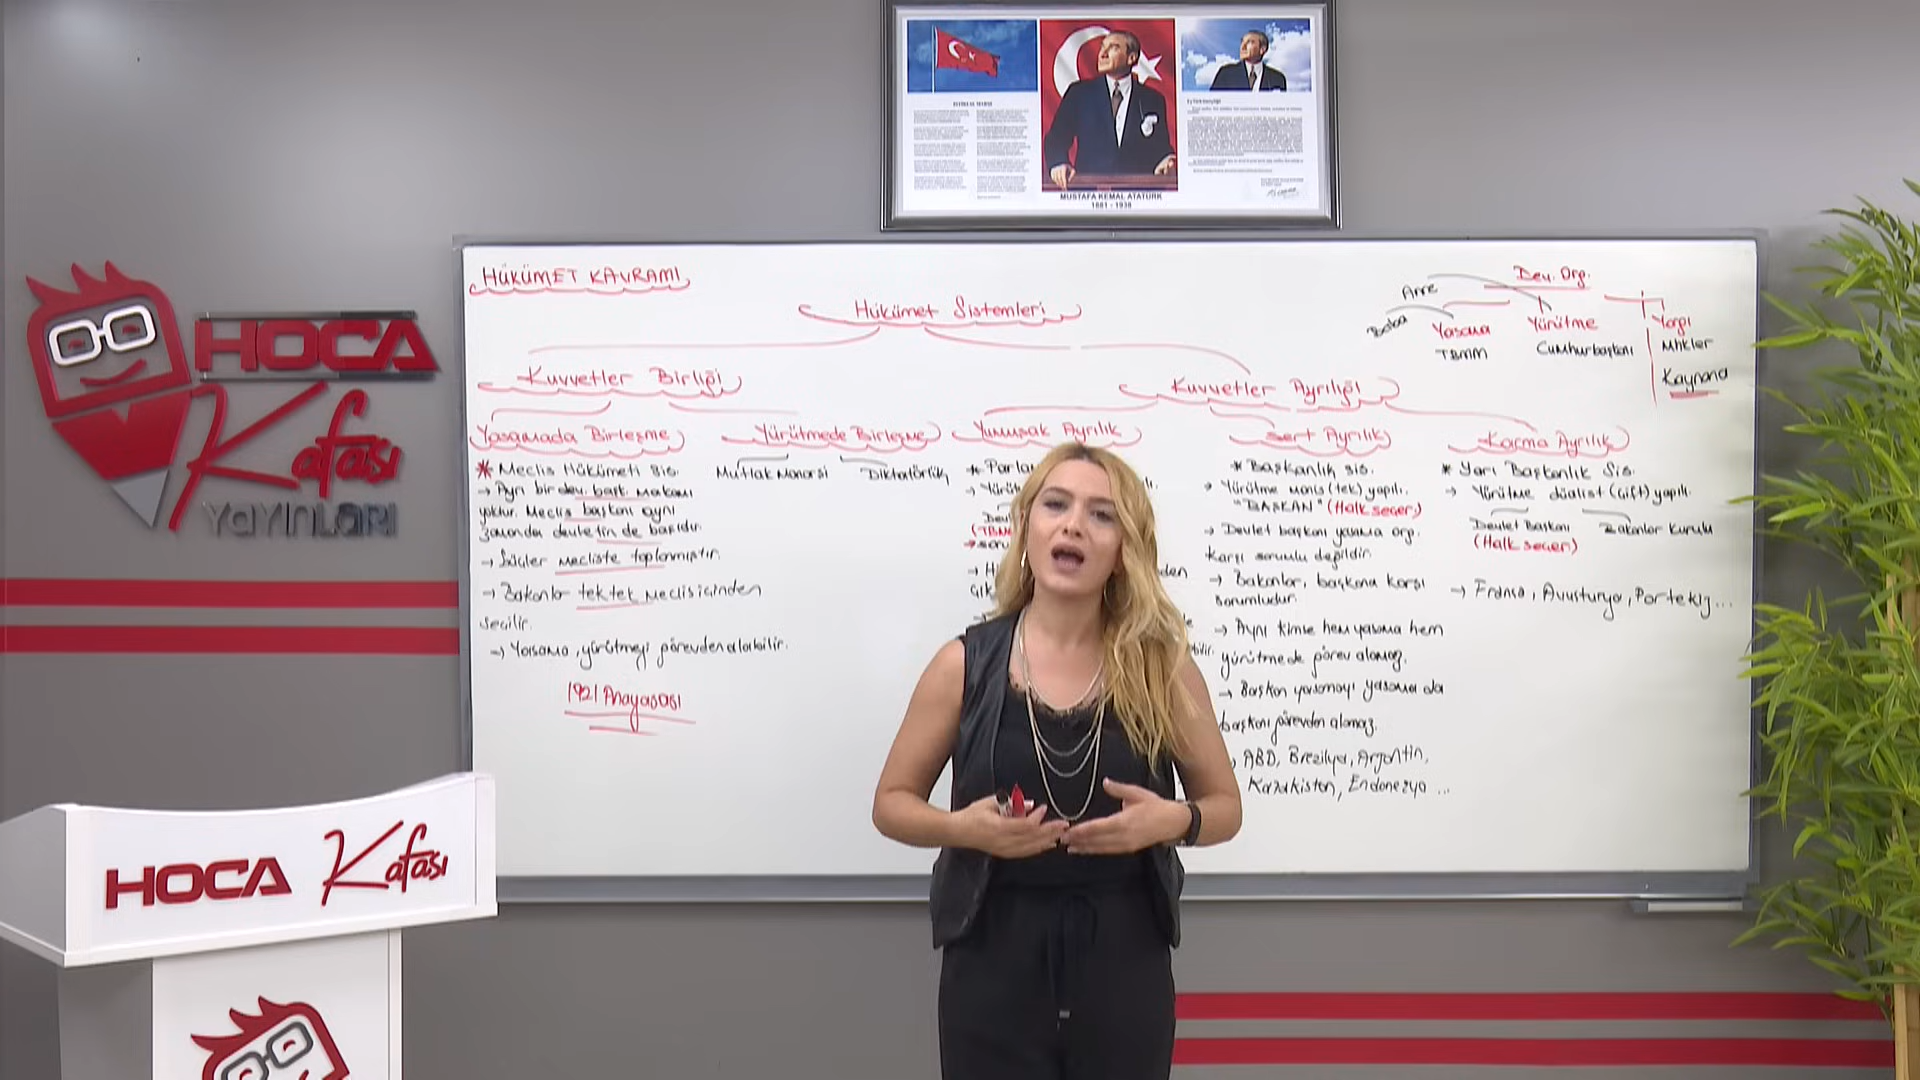 MUSTAFA KEMAL ATATÜRK
1881 - 1938
HOCA
Kafası
YAYINLARI
HÜKÜMET KAVRAMI
Hükümet Sistemleri
Kuvvetler Birliği
Yasamada Birleşme
* Meclis Hükümeti Sis.
→ Ayrı bir dev. başk. makamı
yoktur. Meclis başkanı aynı
zamanda devletin de başıdır.
→ Güçler mecliste toplanmıştır.
→ Bakanlar tek tek meclis içinden
seçilir.
→ Yasama, yürütmeyi görevden alabilir.
1921 Anayasası
Yürütmede Birleşme
Mutlak Monarşi
Diktatörlük
Kuvvetler Ayrılığı
Yumuşak Ayrılık
Sert Ayrılık
* Başkanlık sis.
→ Yürütme monis (tek) yapılı.
"BAŞKAN" (Halk seçer)
→ Devlet başkanı yasama org.
karşı sorumlu değildir.
→ Bakanlar, başkana karşı
sorumludur.
→ Aynı kimse hem yasama hem
yürütmede görev alamaz.
→ Başkan yasamayı yasama da
başkanı görevden alamaz.
→ ABD, Brezilya, Arjantin,
Kazakistan, Endonezya ...
Karma Ayrılık
* Yarı Başkanlık Sis.
→ Yürütme düalist (çift) yapılı.
Devlet Başkanı
(Halk seçer)
Bakanlar Kurulu
→ Fransa, Avusturya, Portekiz...
Dev. Org.
Anne
Baba
Yasama
TBMM
Yürütme
Cumhurbaşkanı
Yargı
Mhkler
Kaynana
HOCA Kafası